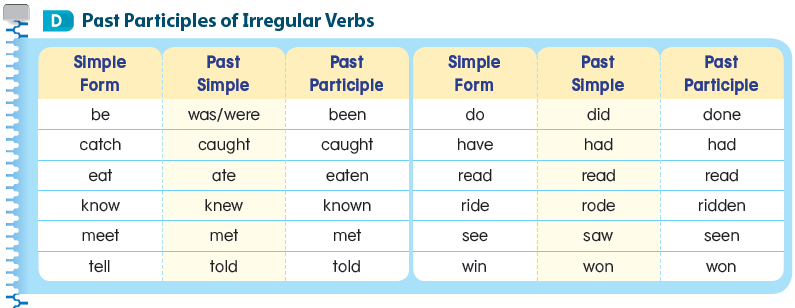 D Past Participles of Irregular Verbs
Simple Form Past Simple Past Participle Simple Form Past Simple Past Participle
be was/were been do did done
catch caught caught have had had
eat ate eaten read read read
know knew known ride rode ridden
meet met met see saw seen
tell told told win won won